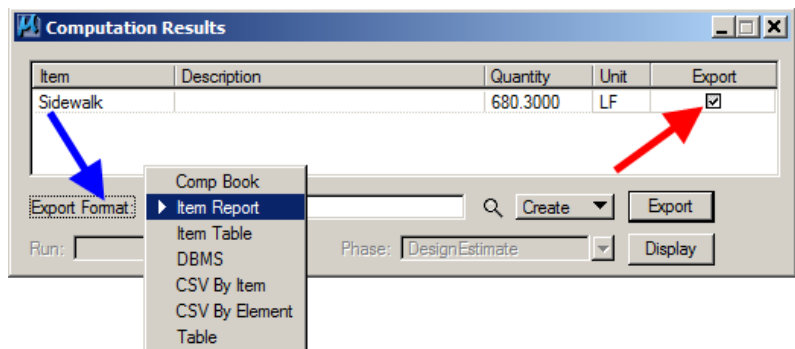 Computation Results
Item Description Quantity Unit Export
Sidewalk 680.3000 LF
Comp Book
Export Format: Item Report Create Export
Item Table
Run: Phase: DesignEstimate Display
DBMS
CSV By Item
CSV By Element
Table